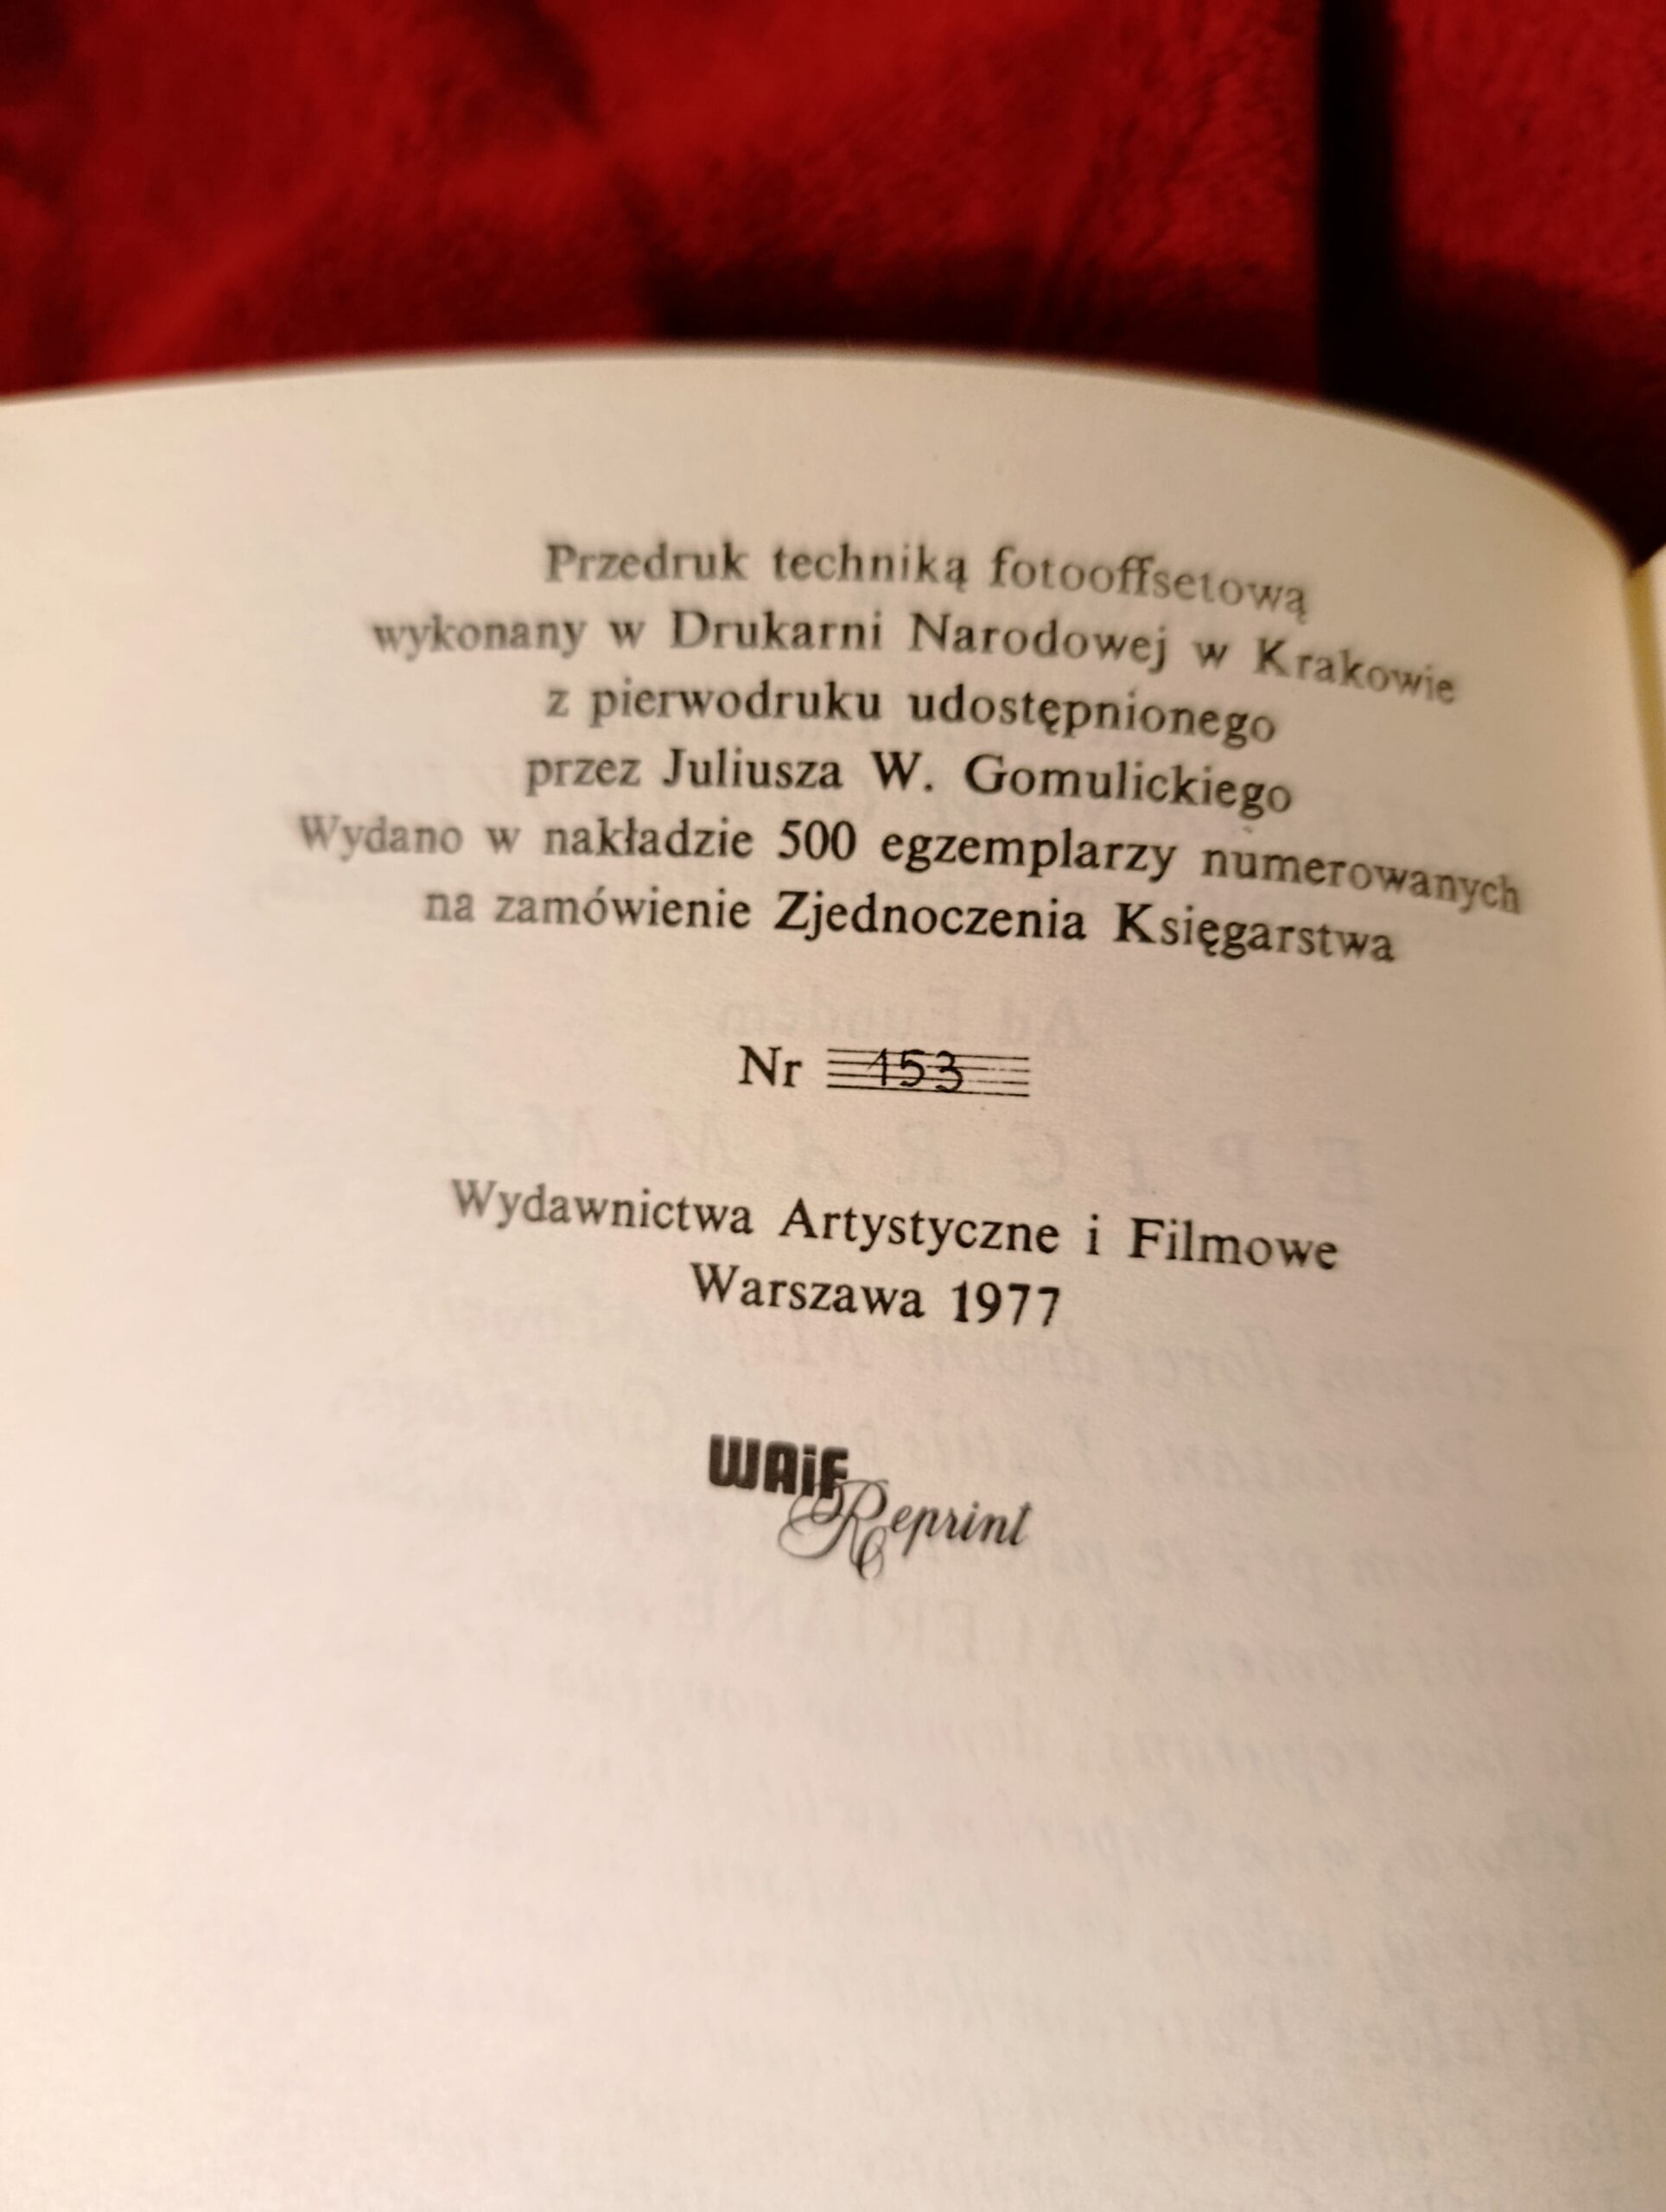 Przedruk techniką fotooffsetową
wykonany w Drukarni Narodowej w Krakowie
z pierwodruku udostępnionego
przez Juliusza W. Gomulickiego
Wydano w nakładzie 500 egzemplarzy numerowanych
na zamówienie Zjednoczenia Księgarstwa
Nr 153
Wydawnictwa Artystyczne i Filmowe
Warszawa 1977
WAiF
Reprint